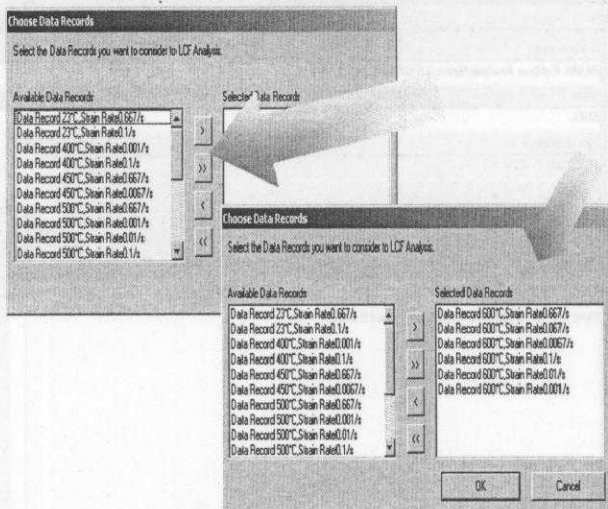 Choose Data Records
Select the Data Records you want to consider to LCF Analysis.
Available Data Records
Selected Data Records
Data Record 23°C,Strain Rate0.667/s
Data Record 23°C,Strain Rate0.1/s
Data Record 400°C,Strain Rate0.001/s
Data Record 400°C,Strain Rate0.1/s
Data Record 450°C,Strain Rate0.667/s
Data Record 450°C,Strain Rate0.0067/s
Data Record 500°C,Strain Rate0.667/s
Data Record 500°C,Strain Rate0.001/s
Data Record 500°C,Strain Rate0.01/s
Data Record 500°C,Strain Rate0.1/s
>
>>
<
<<
Choose Data Records
Select the Data Records you want to consider to LCF Analysis.
Available Data Records
Data Record 23°C,Strain Rate0.667/s
Data Record 23°C,Strain Rate0.1/s
Data Record 400°C,Strain Rate0.001/s
Data Record 400°C,Strain Rate0.1/s
Data Record 450°C,Strain Rate0.667/s
Data Record 450°C,Strain Rate0.0067/s
Data Record 500°C,Strain Rate0.667/s
Data Record 500°C,Strain Rate0.001/s
Data Record 500°C,Strain Rate0.01/s
Data Record 500°C,Strain Rate0.1/s
>
>>
<
<<
Selected Data Records
Data Record 600°C,Strain Rate0.667/s
Data Record 600°C,Strain Rate0.067/s
Data Record 600°C,Strain Rate0.0067/s
Data Record 600°C,Strain Rate0.1/s
Data Record 600°C,Strain Rate0.01/s
Data Record 600°C,Strain Rate0.001/s
OK
Cancel